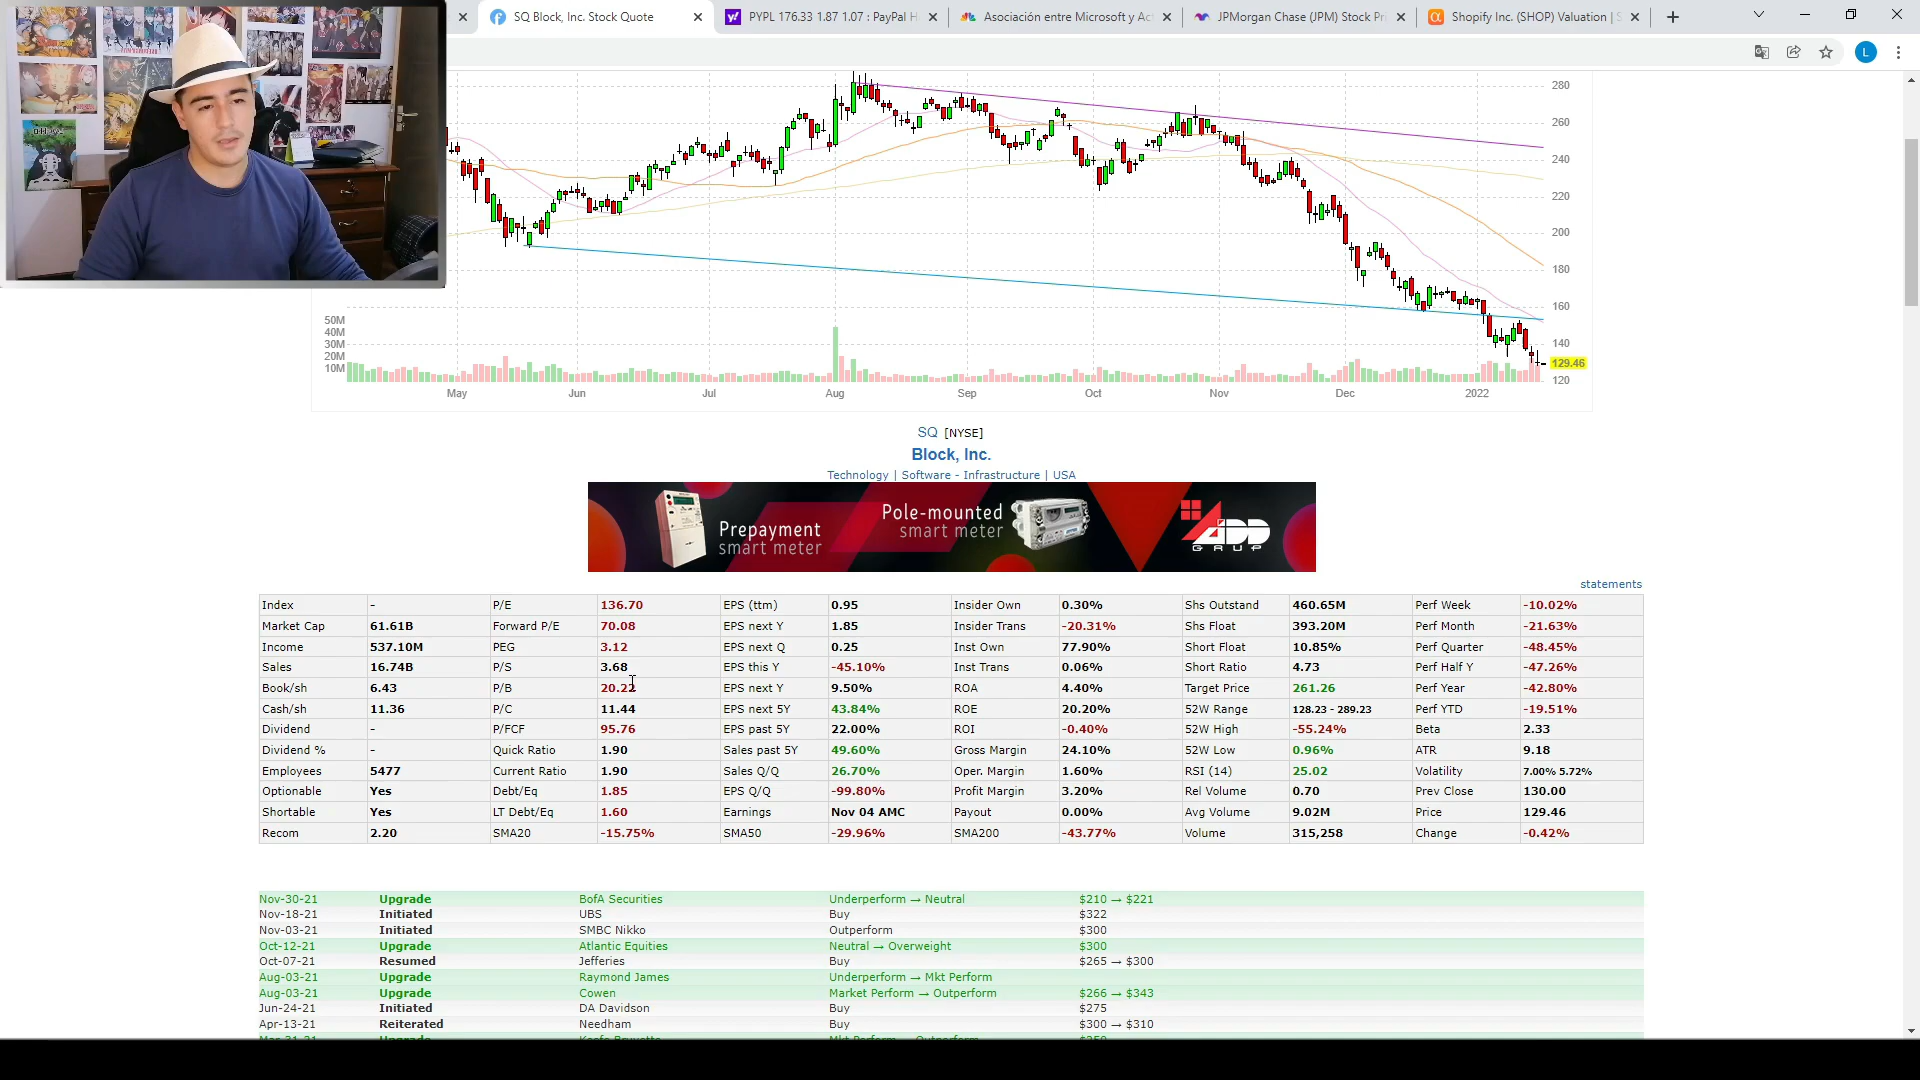 SQ Block, Inc. Stock Quote
PYPL 176.33 1.87 1.07 : PayPal H
Asociación entre Microsoft y Ac
JPMorgan Chase (JPM) Stock Pri
Shopify Inc. (SHOP) Valuation | S
L
280
260
240
220
200
180
160
140
129.46
120
50M
40M
30M
20M
10M
May Jun Jul Aug Sep Oct Nov Dec 2022
SQ [NYSE]
Block, Inc.
Technology | Software - Infrastructure | USA
Prepayment
smart meter
Pole-mounted
smart meter
ADD
GRUP
statements
Index - P/E 136.70 EPS (ttm) 0.95 Insider Own 0.30% Shs Outstand 460.65M Perf Week -10.02%
Market Cap 61.61B Forward P/E 70.08 EPS next Y 1.85 Insider Trans -20.31% Shs Float 393.20M Perf Month -21.63%
Income 537.10M PEG 3.12 EPS next Q 0.25 Inst Own 77.90% Short Float 10.85% Perf Quarter -48.45%
Sales 16.74B P/S 3.68 EPS this Y -45.10% Inst Trans 0.06% Short Ratio 4.73 Perf Half Y -47.26%
Book/sh 6.43 P/B 20.22 EPS next Y 9.50% ROA 4.40% Target Price 261.26 Perf Year -42.80%
Cash/sh 11.36 P/C 11.44 EPS next 5Y 43.84% ROE 20.20% 52W Range 128.23 - 289.23 Perf YTD -19.51%
Dividend - P/FCF 95.76 EPS past 5Y 22.00% ROI -0.40% 52W High -55.24% Beta 2.33
Dividend % - Quick Ratio 1.90 Sales past 5Y 49.60% Gross Margin 24.10% 52W Low 0.96% ATR 9.18
Employees 5477 Current Ratio 1.90 Sales Q/Q 26.70% Oper. Margin 1.60% RSI (14) 25.02 Volatility 7.00% 5.72%
Optionable Yes Debt/Eq 1.85 EPS Q/Q -99.80% Profit Margin 3.20% Rel Volume 0.70 Prev Close 130.00
Shortable Yes LT Debt/Eq 1.60 Earnings Nov 04 AMC Payout 0.00% Avg Volume 9.02M Price 129.46
Recom 2.20 SMA20 -15.75% SMA50 -29.96% SMA200 -43.77% Volume 315,258 Change -0.42%
Nov-30-21 Upgrade BofA Securities Underperform → Neutral $210 → $221
Nov-18-21 Initiated UBS Buy $322
Nov-03-21 Initiated SMBC Nikko Outperform $300
Oct-12-21 Upgrade Atlantic Equities Neutral → Overweight $300
Oct-07-21 Resumed Jefferies Buy $265 → $300
Aug-03-21 Upgrade Raymond James Underperform → Mkt Perform
Aug-03-21 Upgrade Cowen Market Perform → Outperform $266 → $343
Jun-24-21 Initiated DA Davidson Buy $275
Apr-13-21 Reiterated Needham Buy $300 → $310